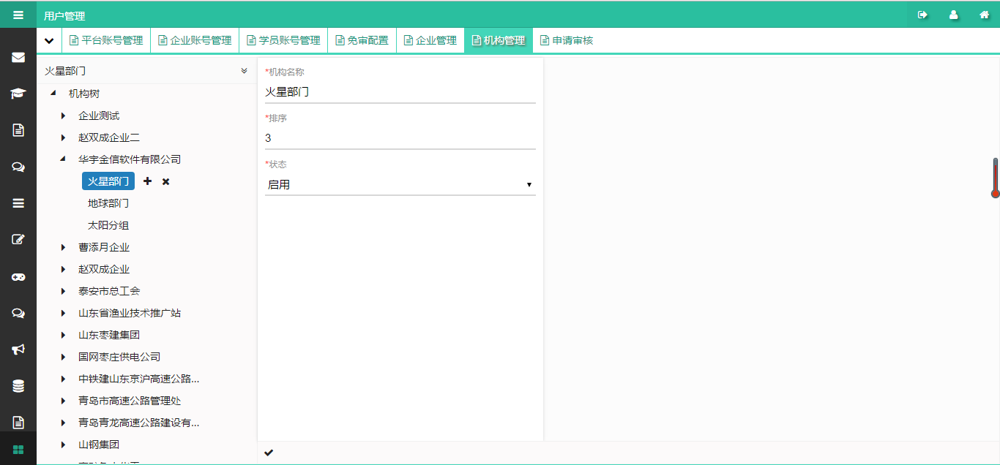 用户管理
平台账号管理 企业账号管理 学员账号管理 免审配置 企业管理 机构管理 申请审核
火星部门
机构树
企业测试
赵双成企业二
华宇金信软件有限公司
火星部门
地球部门
太阳分组
曹添月企业
赵双成企业
泰安市总工会
山东省渔业技术推广站
山东枣建集团
国网枣庄供电公司
中铁建山东京沪高速公路...
青岛市高速公路管理处
青岛青龙高速公路建设有...
山钢集团
*机构名称
火星部门
*排序
3
*状态
启用